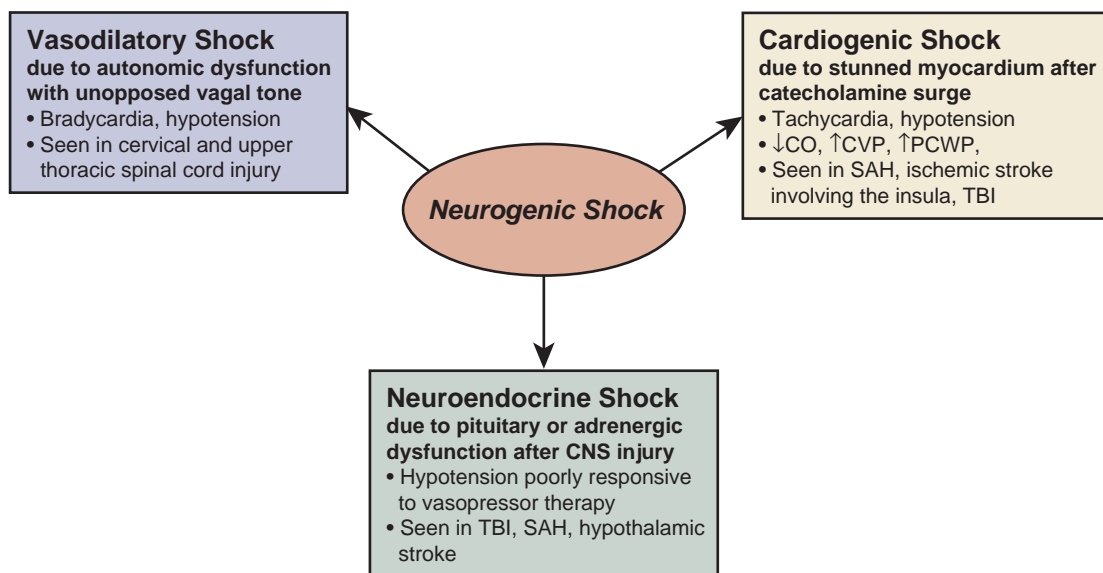 Vasodilatory Shock
due to autonomic dysfunction
with unopposed vagal tone
• Bradycardia, hypotension
• Seen in cervical and upper
thoracic spinal cord injury
Cardiogenic Shock
due to stunned myocardium after
catecholamine surge
• Tachycardia, hypotension
• ↓CO, ↑CVP, ↑PCWP,
• Seen in SAH, ischemic stroke
involving the insula, TBI
Neurogenic Shock
Neuroendocrine Shock
due to pituitary or adrenergic
dysfunction after CNS injury
• Hypotension poorly responsive
to vasopressor therapy
• Seen in TBI, SAH, hypothalamic
stroke